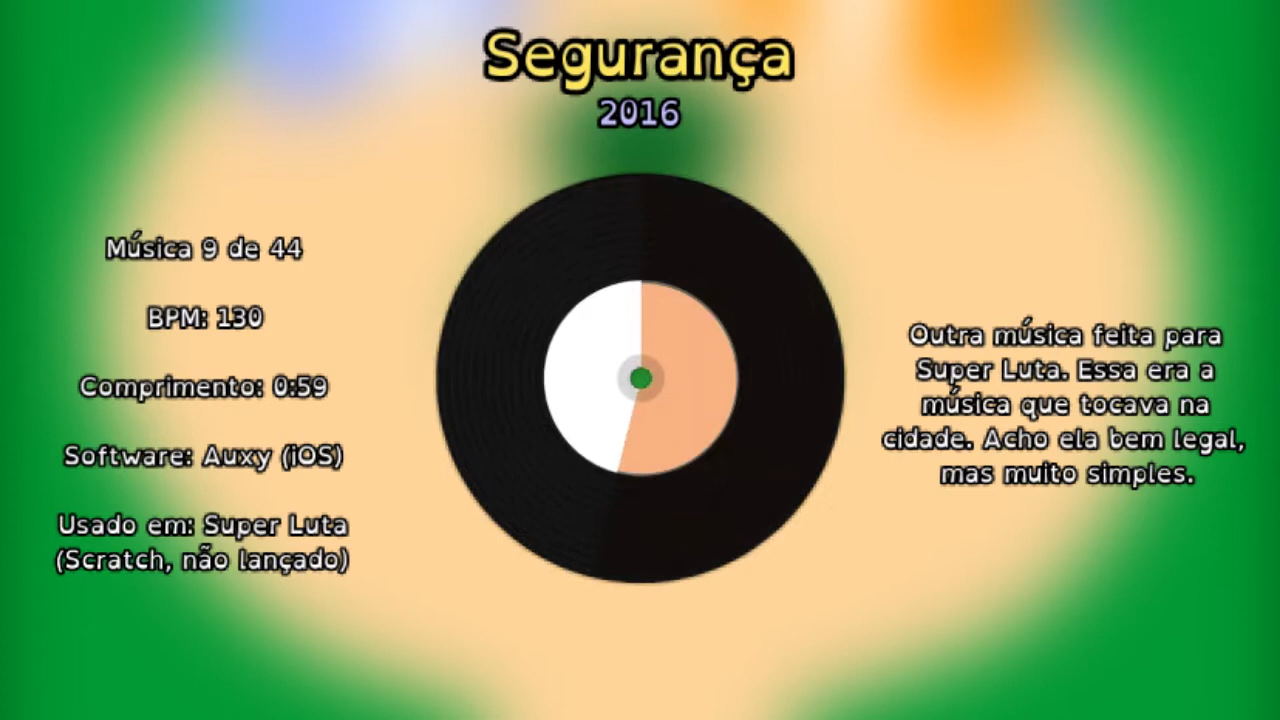 Segurança
2016
Música 9 de 44
BPM: 130
Comprimento: 0:59
Software: Auxy (iOS)
Usado em: Super Luta
(Scratch, não lançado)
Outra música feita para
Super Luta. Essa era a
música que tocava na
cidade. Acho ela bem legal,
mas muito simples.